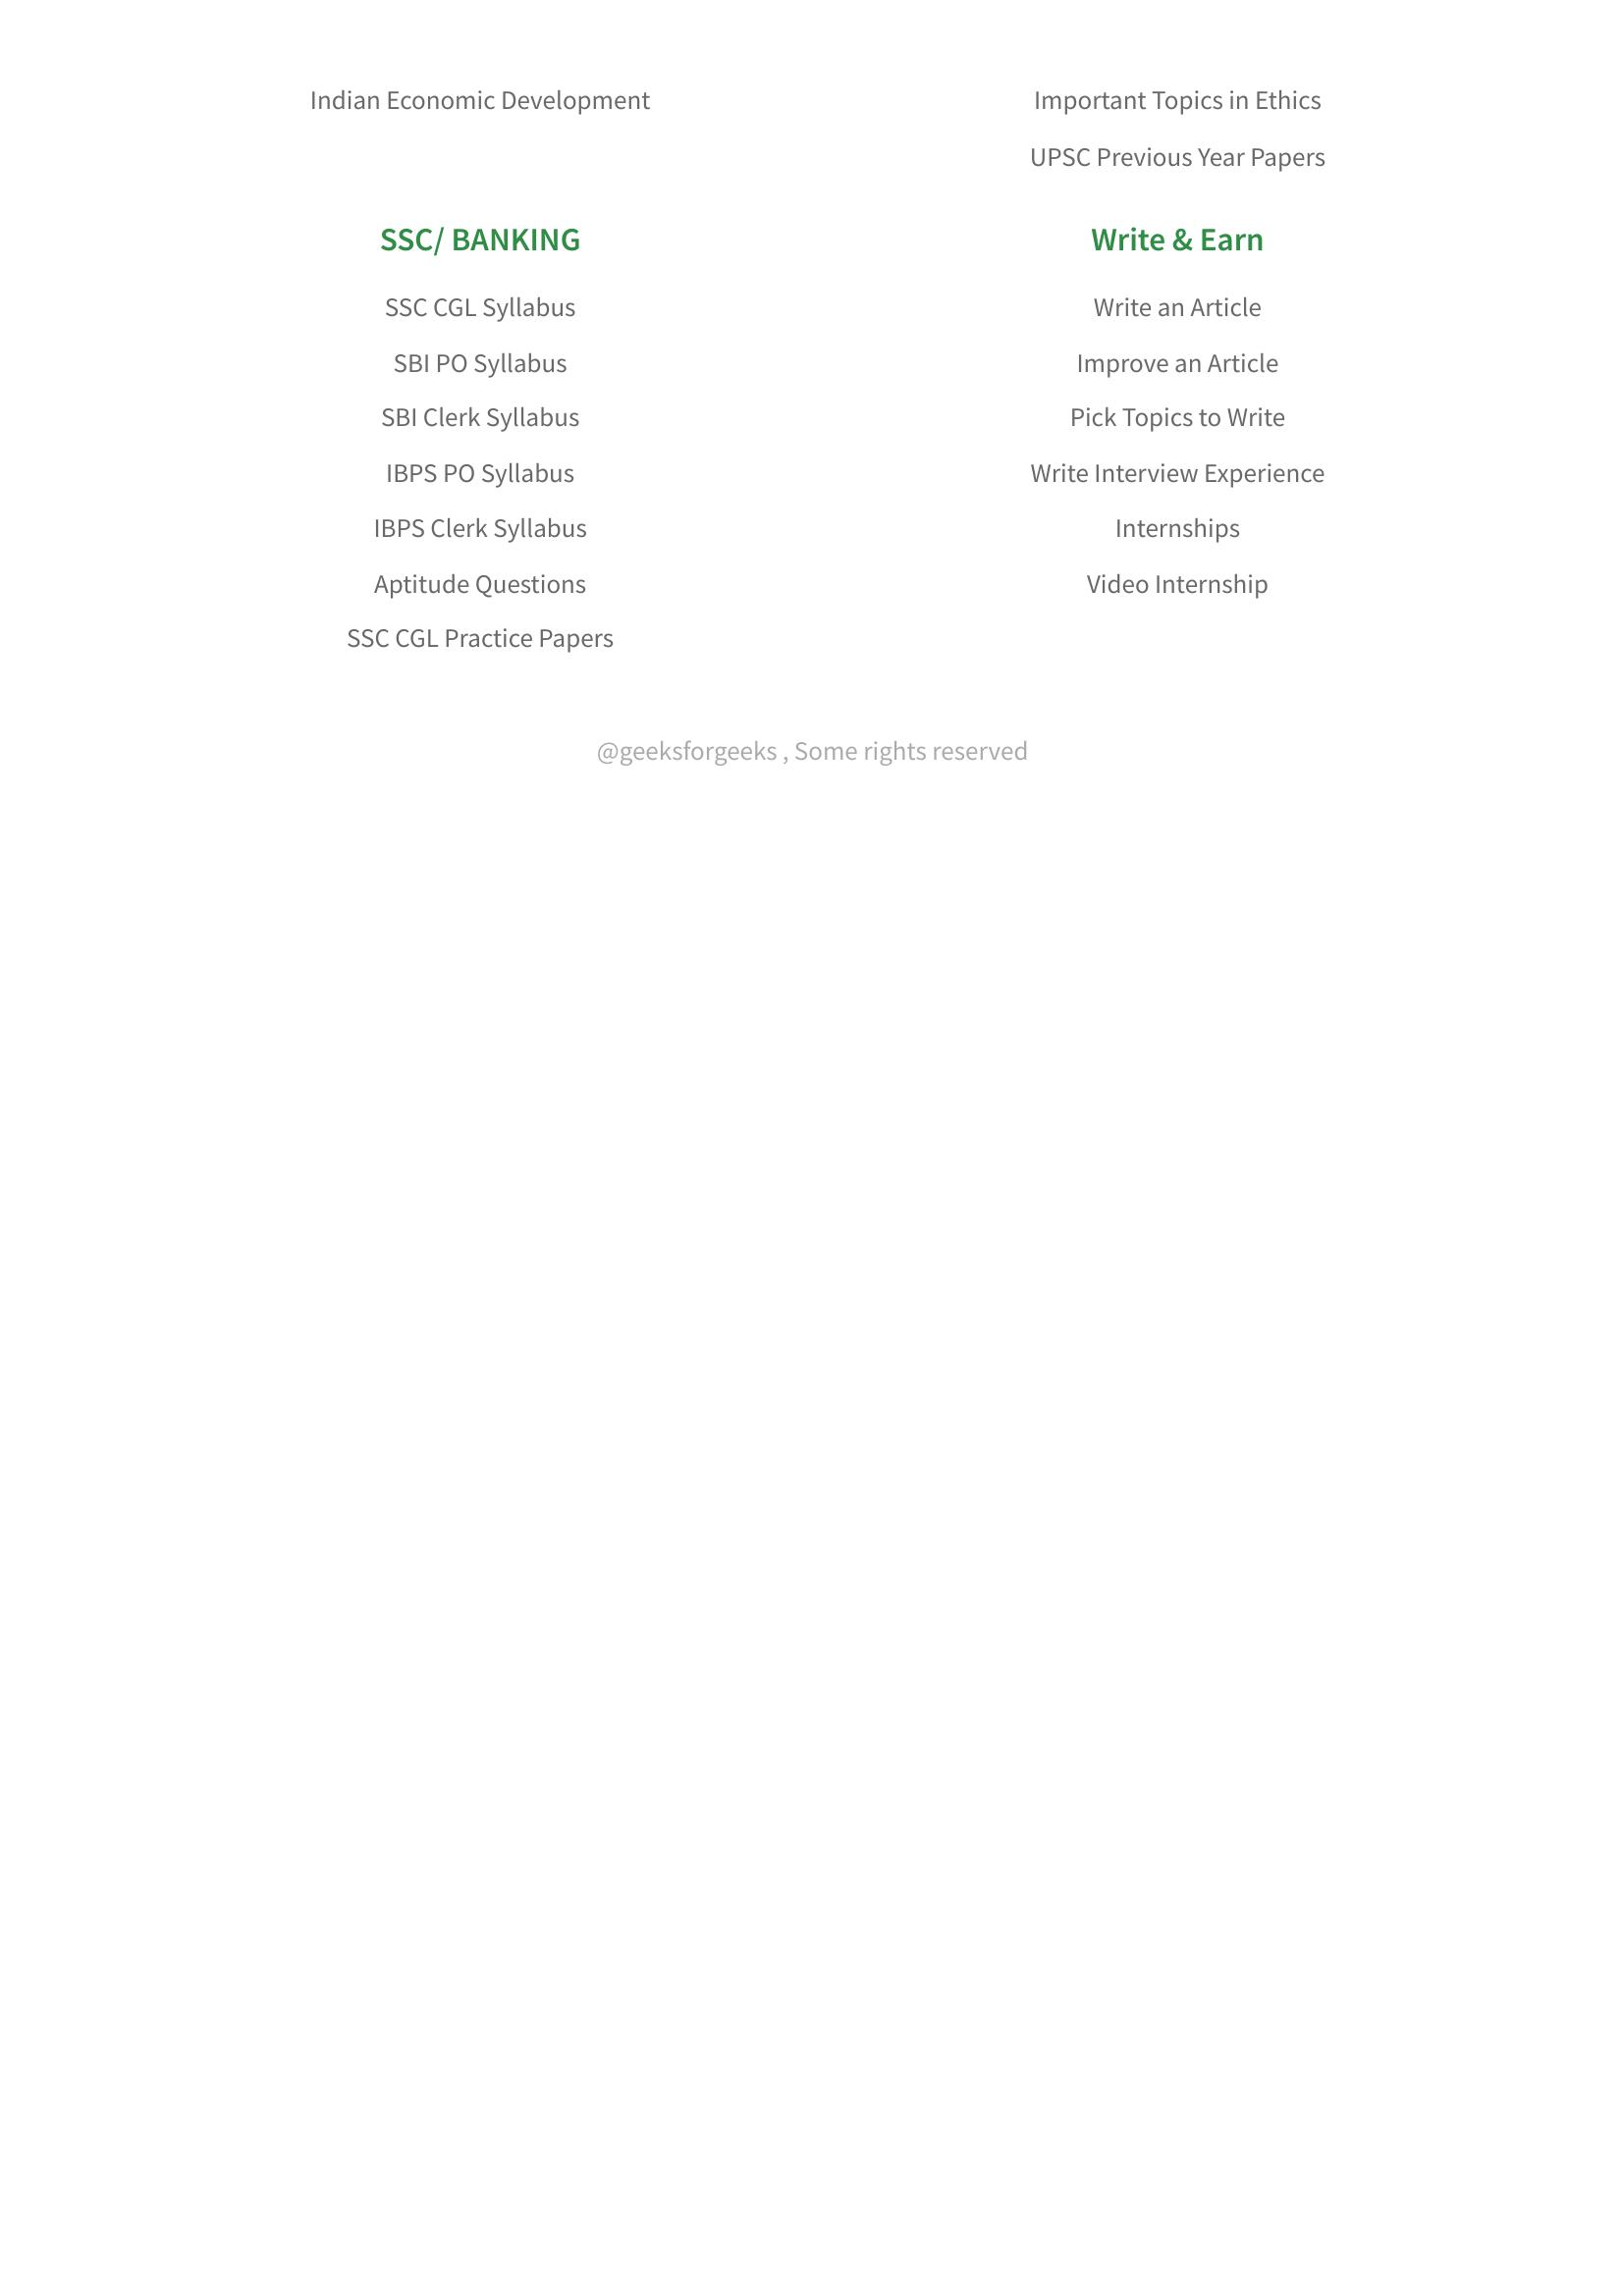 Indian Economic Development
Important Topics in Ethics
UPSC Previous Year Papers
SSC/ BANKING
SSC CGL Syllabus
SBI PO Syllabus
SBI Clerk Syllabus
IBPS PO Syllabus
IBPS Clerk Syllabus
Aptitude Questions
SSC CGL Practice Papers
Write & Earn
Write an Article
Improve an Article
Pick Topics to Write
Write Interview Experience
Internships
Video Internship
@geeksforgeeks , Some rights reserved